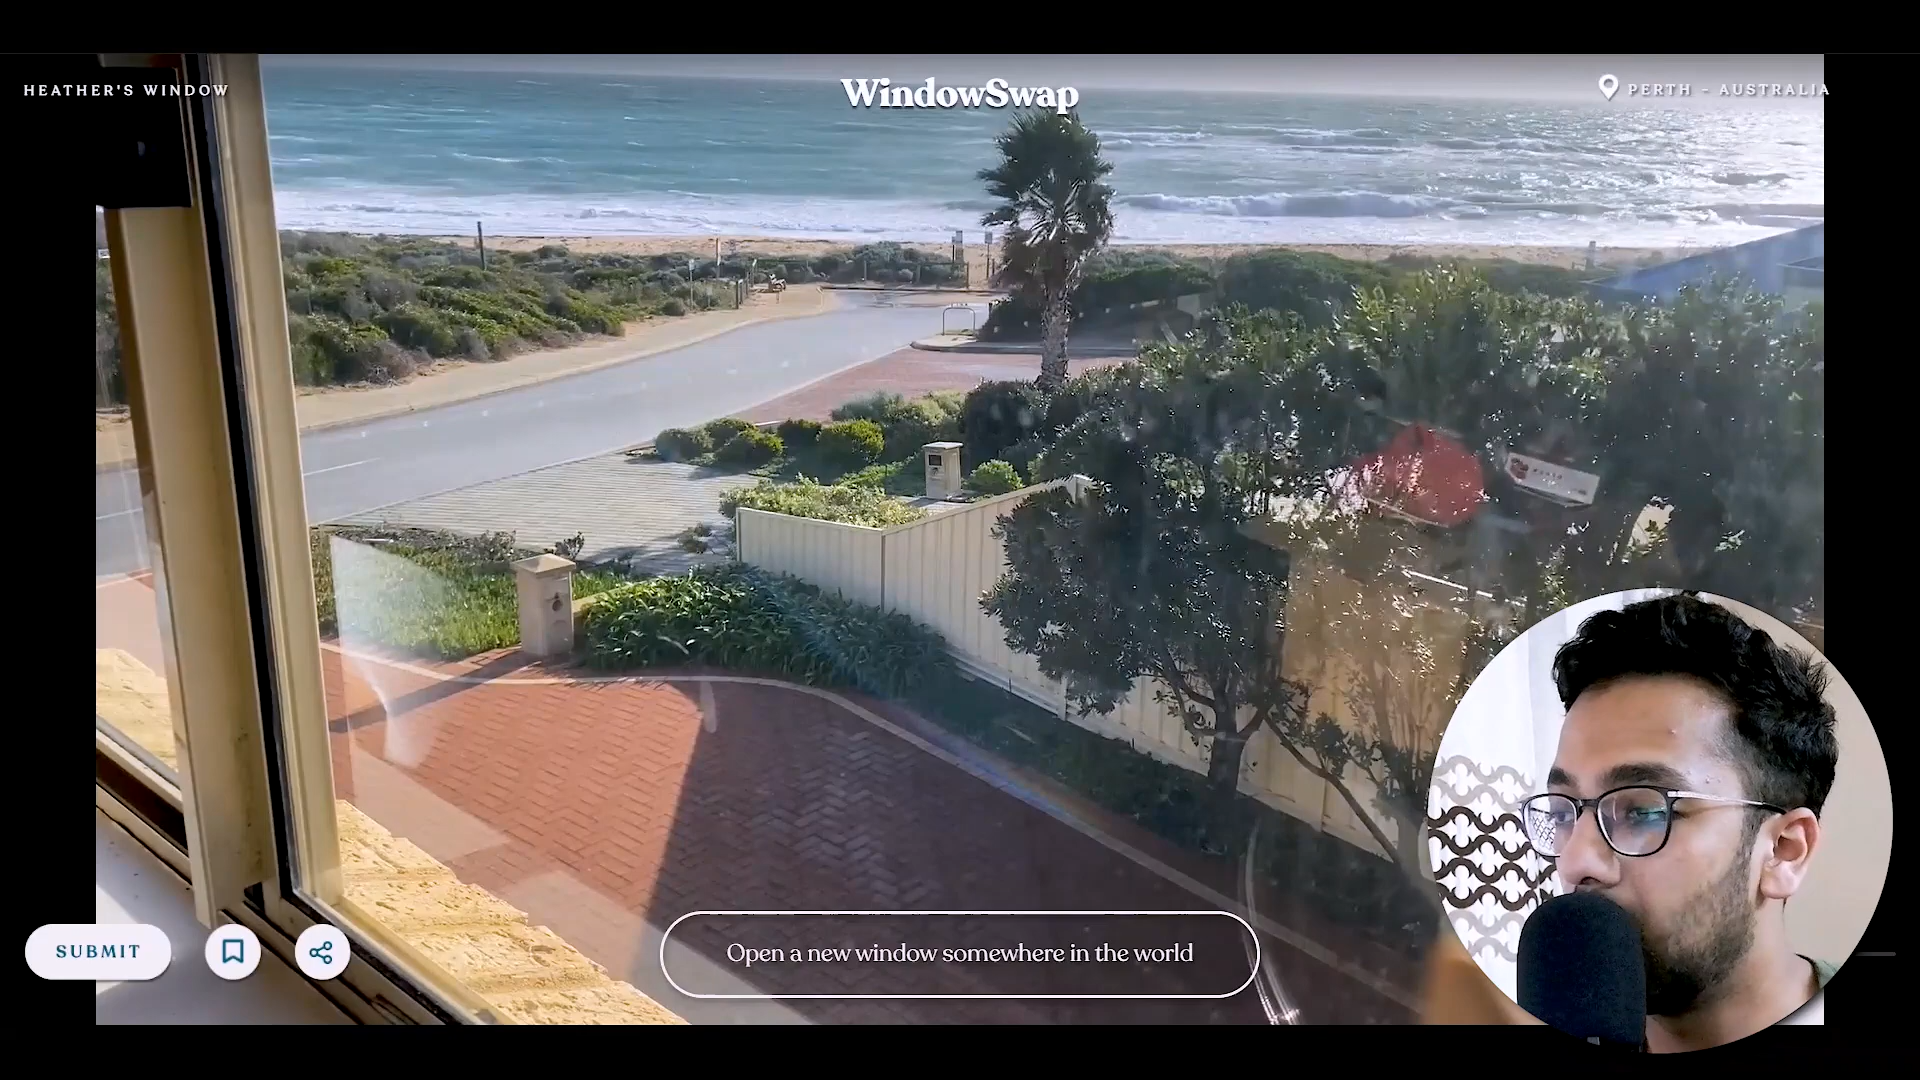 HEATHER'S WINDOW
WindowSwap
PERTH - AUSTRALIA
SUBMIT
Open a new window somewhere in the world